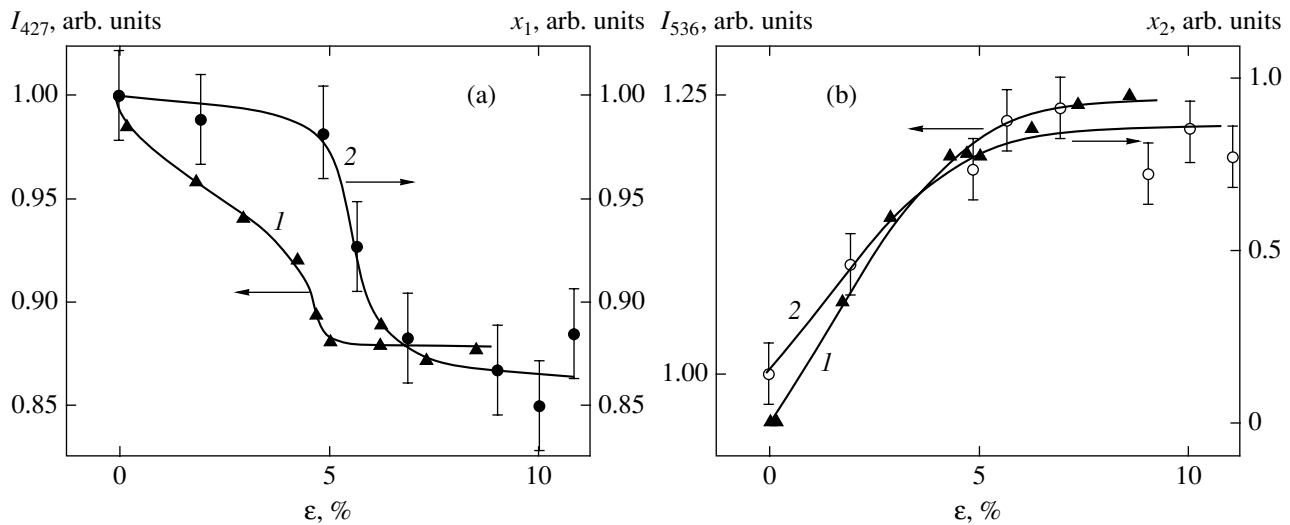 I427, arb. units x1, arb. units
1.00 (a) 1.00
2
0.95 0.95
1
0.90 0.90
0.85 0.85
0 5 10
ε, %
I536, arb. units x2, arb. units
1.25 (b) 1.0
0.5
2
1.00 1
0
0 5 10
ε, %